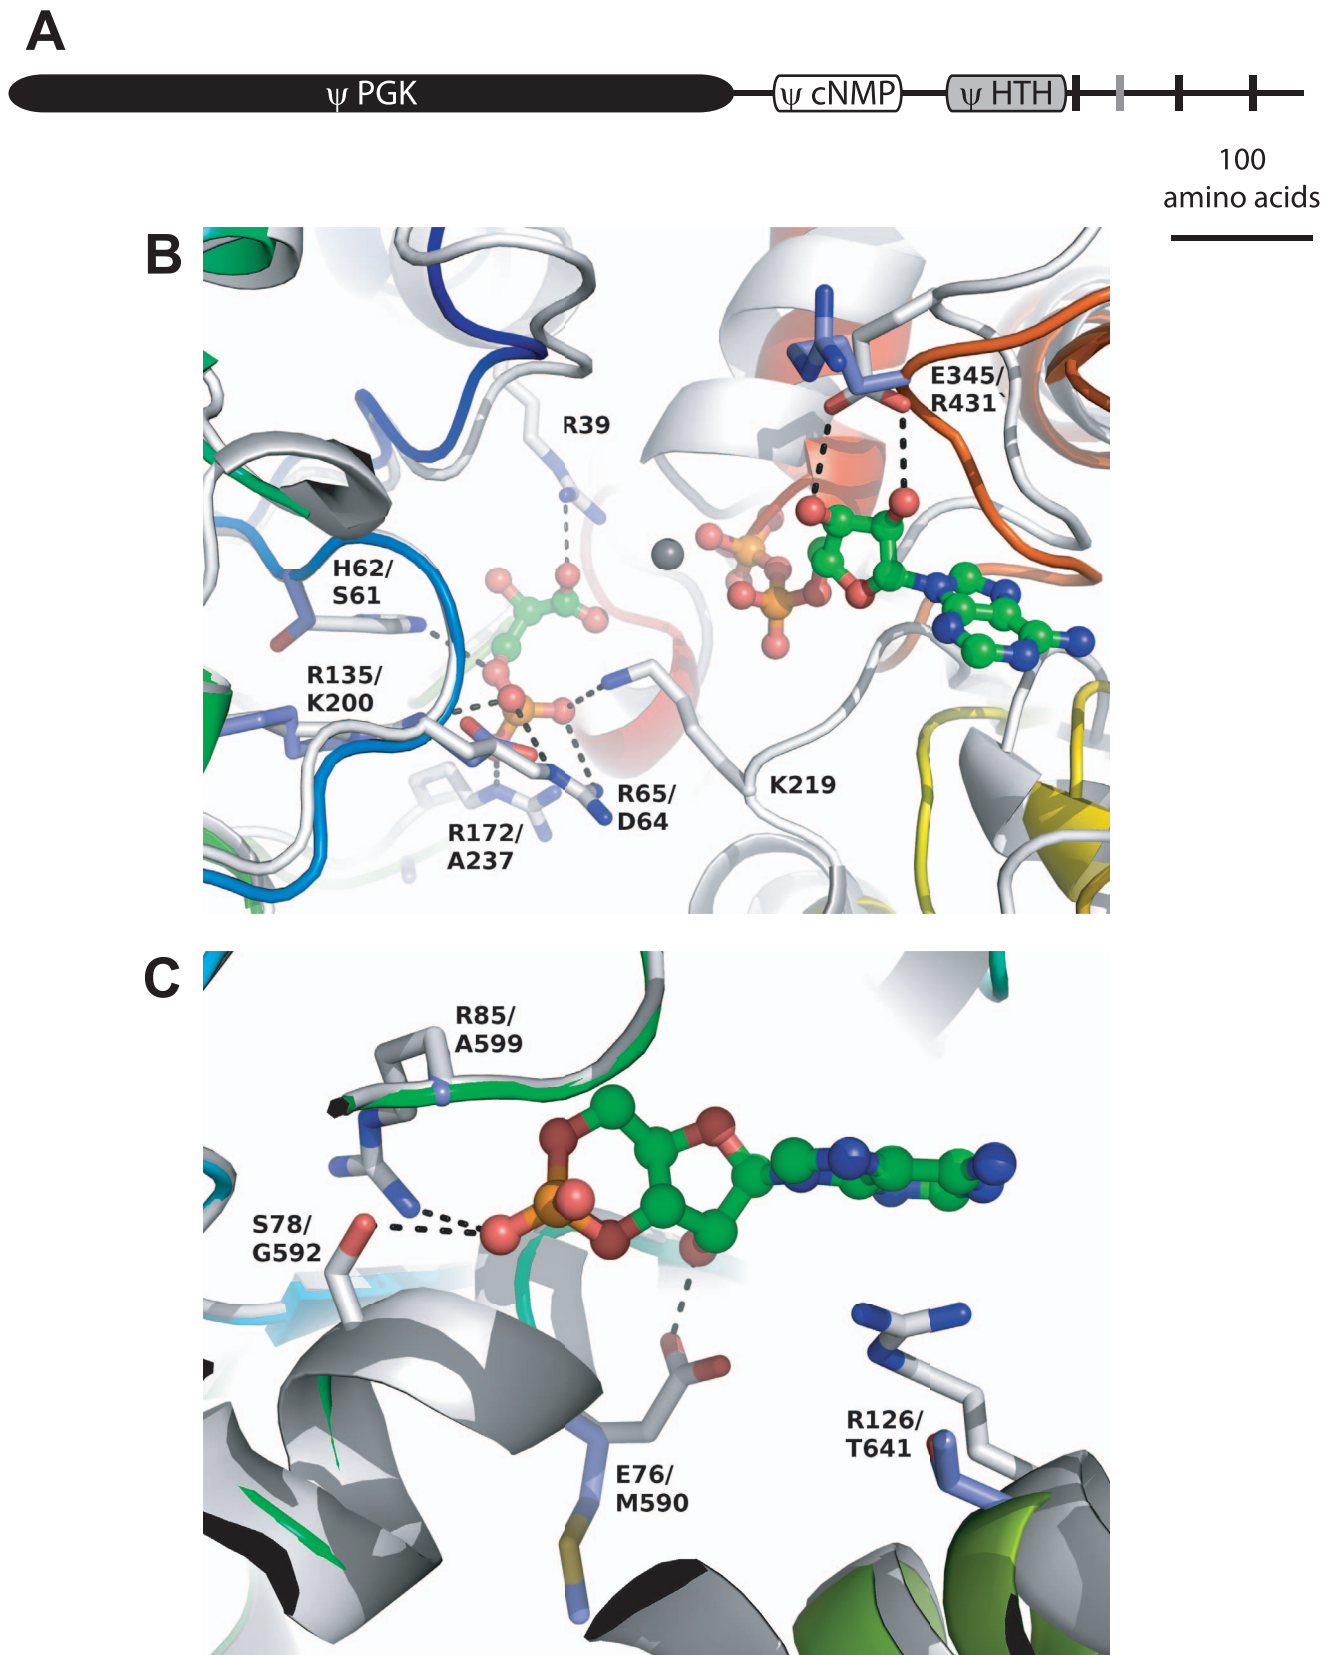 A
ψ PGK
ψ cNMP
ψ HTH
100
amino acids
B
E345/
R431
R39
H62/
S61
R135/
K200
K219
R65/
D64
R172/
A237
C
R85/
A599
S78/
G592
R126/
T641
E76/
M590